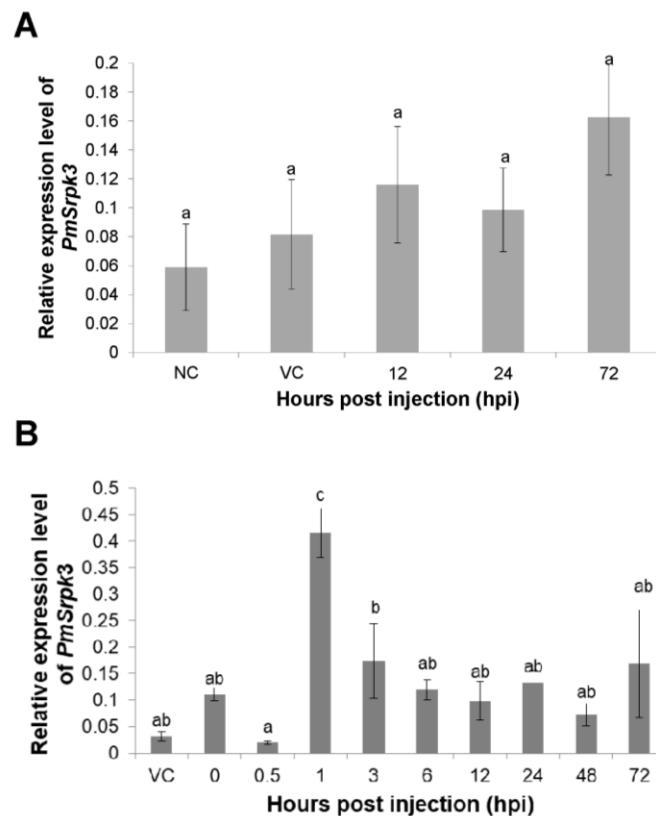 A
Relative expression level of
PmSrpk3
0.2
0.18
0.16
0.14
0.12
0.1
0.08
0.06
0.04
0.02
0
a
a
a
a
a
NC
VC
12
24
72
Hours post injection (hpi)
B
Relative expression level
of PmSrpk3
0.5
0.45
0.4
0.35
0.3
0.25
0.2
0.15
0.1
0.05
0
ab
ab
a
c
b
ab
ab
ab
ab
ab
VC
0
0.5
1
3
6
12
24
48
72
Hours post injection (hpi)